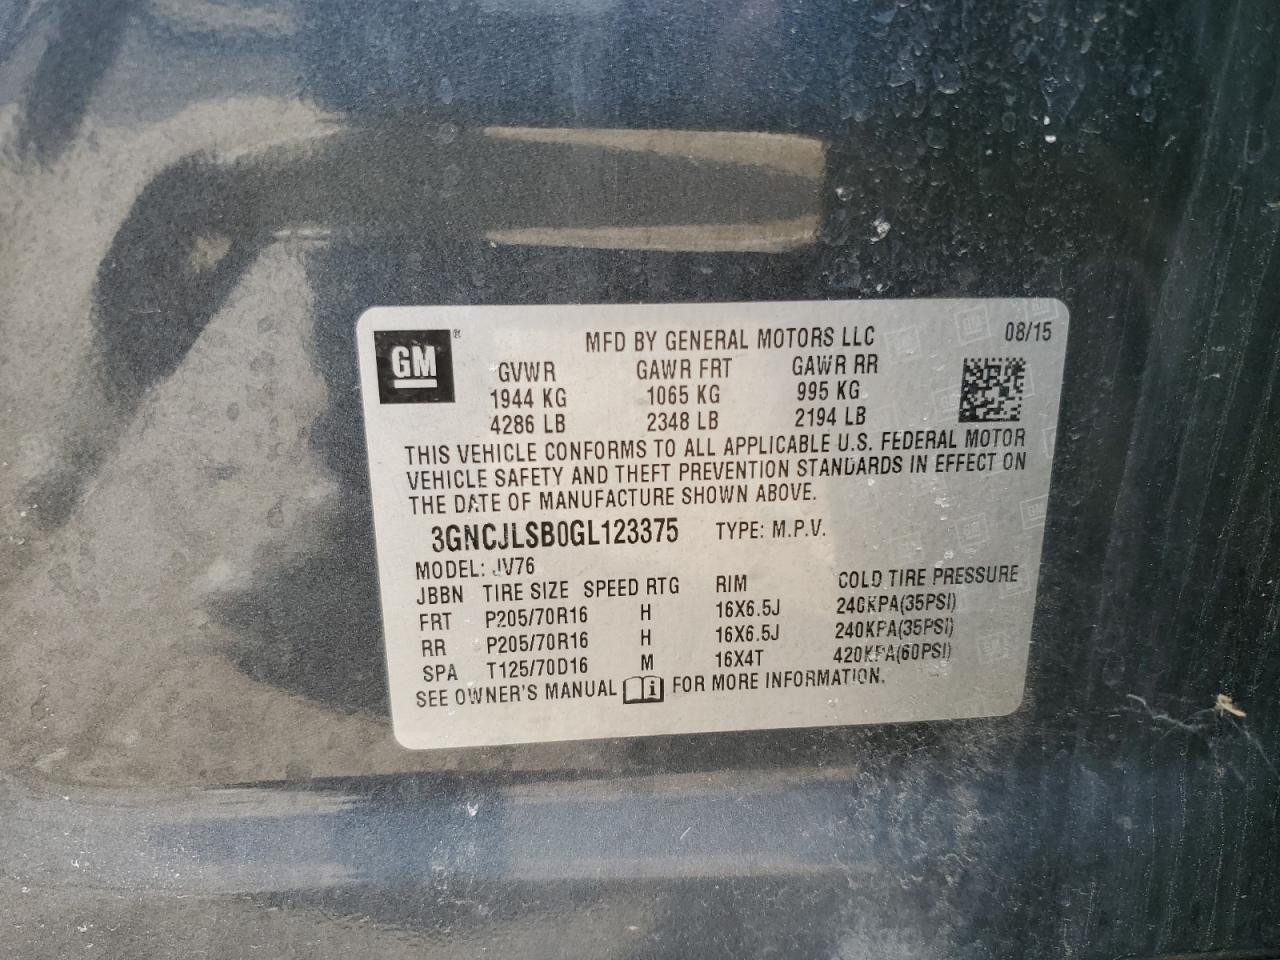 GM ®
MFD BY GENERAL MOTORS LLC 08/15
GVWR GAWR FRT GAWR RR
1944 KG 1065 KG 995 KG
4286 LB 2348 LB 2194 LB
THIS VEHICLE CONFORMS TO ALL APPLICABLE U.S. FEDERAL MOTOR
VEHICLE SAFETY AND THEFT PREVENTION STANDARDS IN EFFECT ON
THE DATE OF MANUFACTURE SHOWN ABOVE.
3GNCJLSB0GL123375 TYPE: M.P.V.
MODEL: JV76
JBBN TIRE SIZE SPEED RTG RIM COLD TIRE PRESSURE
FRT P205/70R16 H 16X6.5J 240KPA(35PSI)
RR P205/70R16 H 16X6.5J 240KPA(35PSI)
SPA T125/70D16 M 16X4T 420KPA(60PSI)
SEE OWNER'S MANUAL i FOR MORE INFORMATION.